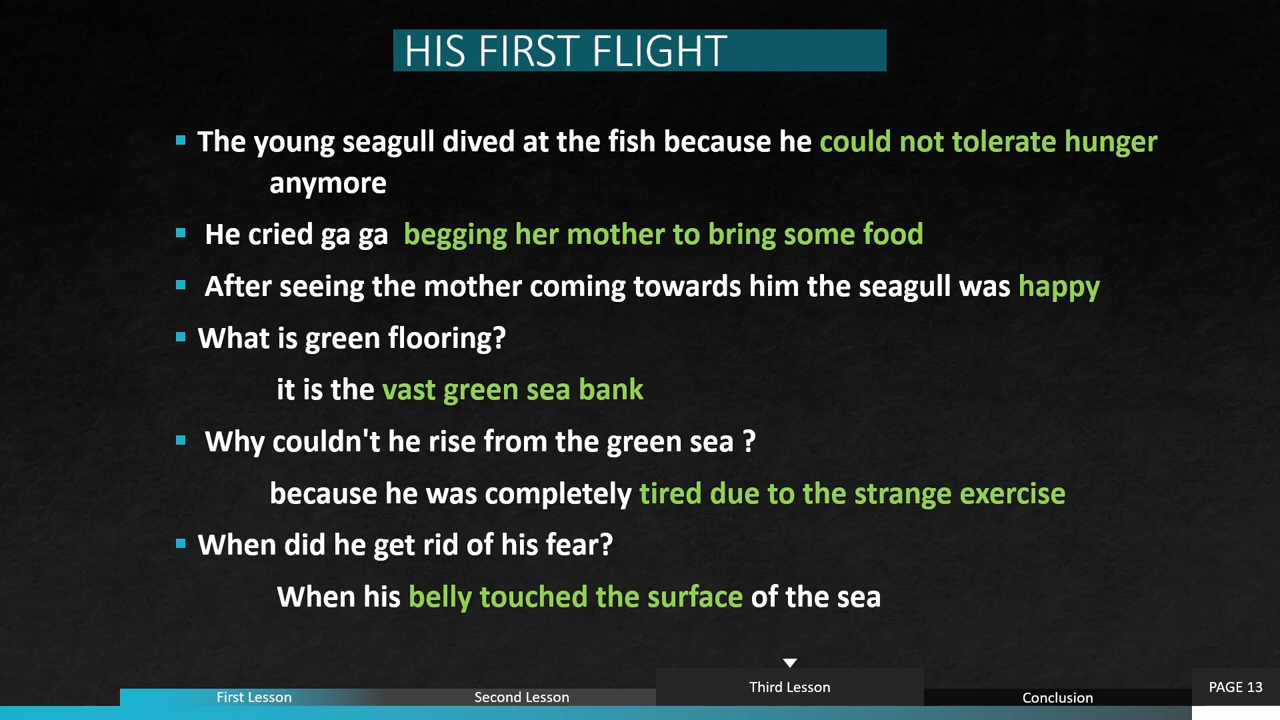 HIS FIRST FLIGHT
The young seagull dived at the fish because he could not tolerate hunger
anymore
He cried ga ga begging her mother to bring some food
After seeing the mother coming towards him the seagull was happy
What is green flooring?
it is the vast green sea bank
Why couldn't he rise from the green sea ?
because he was completely tired due to the strange exercise
When did he get rid of his fear?
When his belly touched the surface of the sea
First Lesson
Second Lesson
Third Lesson
Conclusion
PAGE 13